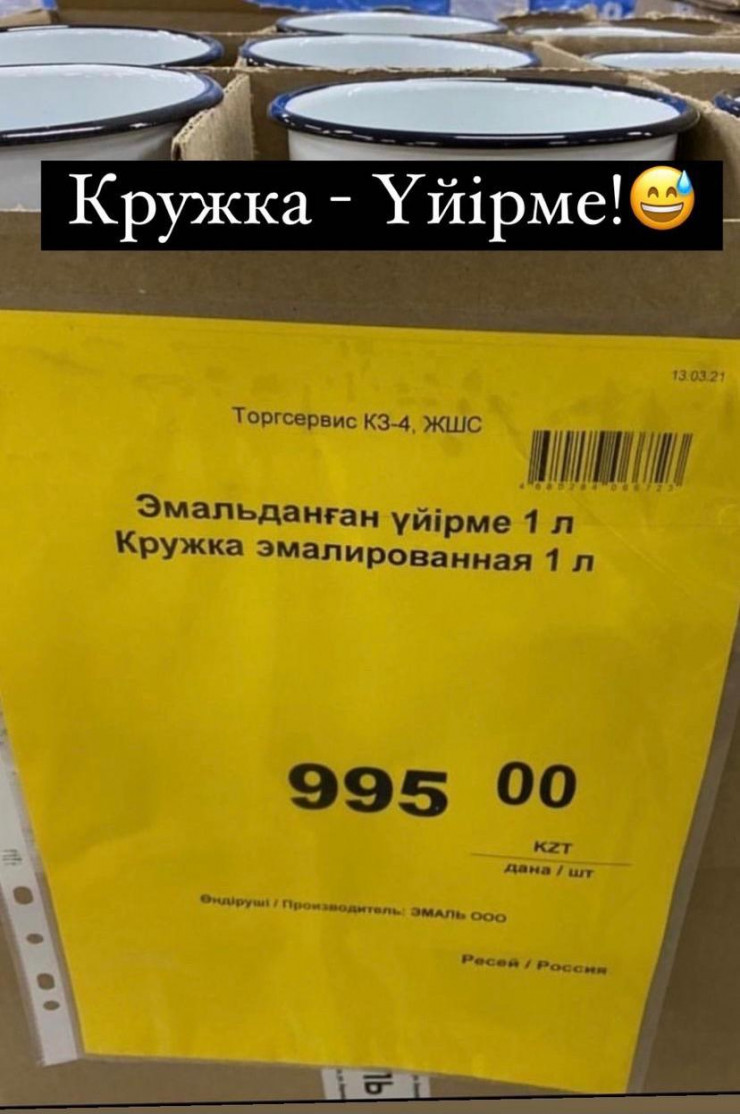 Кружка - Үйірме!😅
13.03.21
Торгсервис КЗ-4, ЖШС
Эмальданған үйірме 1 л
Кружка эмалированная 1 л
995 00
KZT
дана / шт
Өндіруші / Производитель: ЭМАЛЬ ООО
Ресей / Россия